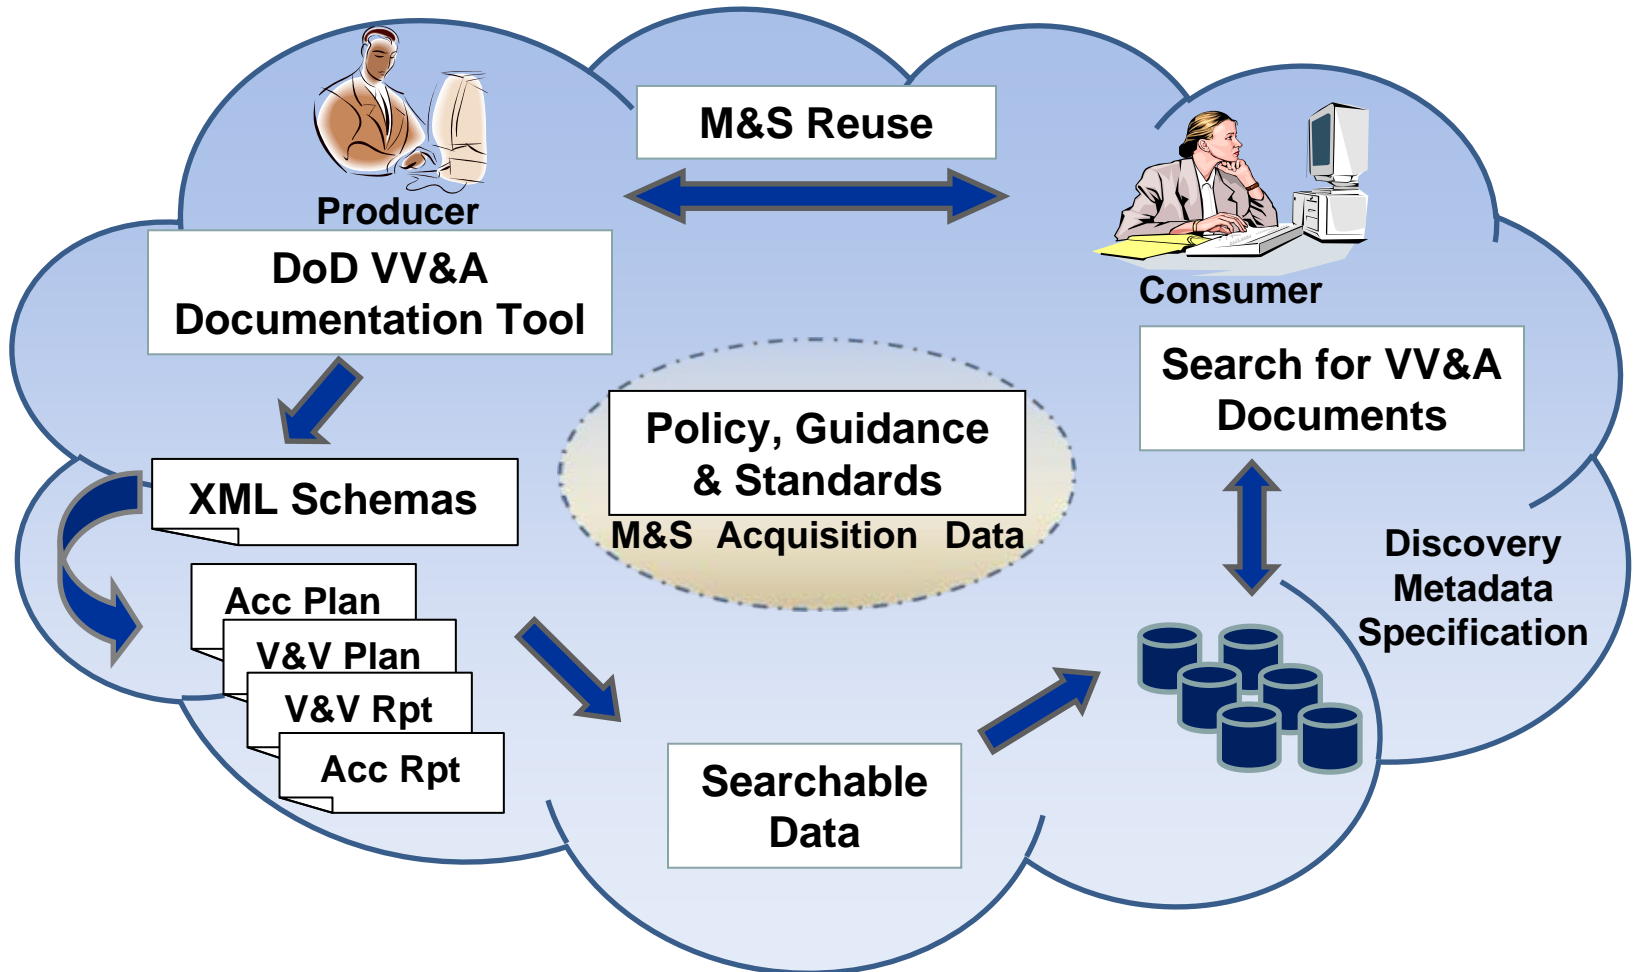 M&S Reuse
Producer
DoD VV&A
Documentation Tool
Consumer
Search for VV&A
Documents
Policy, Guidance
& Standards
M&S Acquisition Data
XML Schemas
Acc Plan
V&V Plan
V&V Rpt
Acc Rpt
Discovery
Metadata
Specification
Searchable
Data